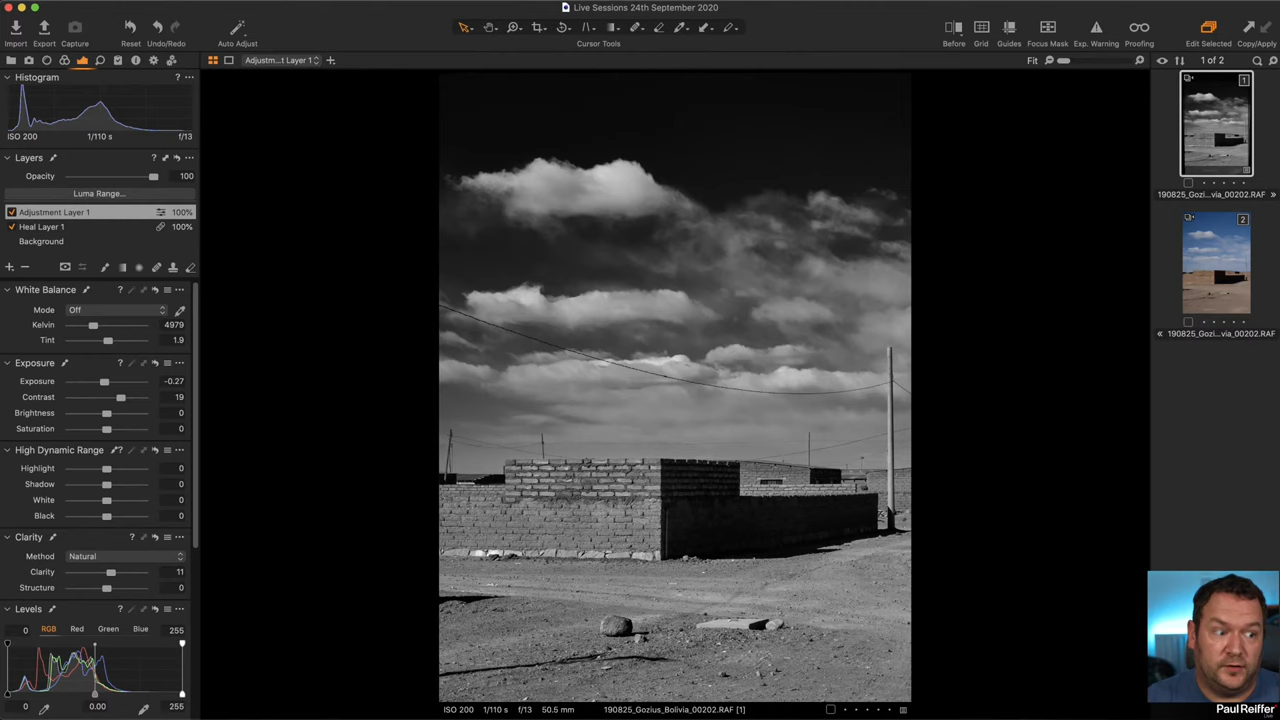 Live Sessions 24th September 2020
Import
Export
Capture
Reset
Undo/Redo
Auto Adjust
Cursor Tools
Before
Grid
Guides
Focus Mask
Exp. Warning
Proofing
Edit Selected
Copy/Apply
Adjustm...t Layer 1
Fit
1 of 2
Histogram
?
ISO 200
1/110 s
f/13
Layers
?
Opacity
100
Luma Range...
Adjustment Layer 1
100%
Heal Layer 1
100%
Background
White Balance
?
Mode
Off
Kelvin
4979
Tint
1.9
Exposure
?
Exposure
-0.27
Contrast
19
Brightness
0
Saturation
0
High Dynamic Range
?
Highlight
0
Shadow
0
White
0
Black
0
Clarity
?
Method
Natural
Clarity
11
Structure
0
Levels
?
0
RGB
Red
Green
Blue
255
0
0.00
255
ISO 200
1/110 s
f/13
50.5 mm
190825_Gozius_Bolivia_00202.RAF [1]
1
190825_Gozi...via_00202.RAF
2
190825_Gozi...via_00202.RAF
PaulReiffer
Live